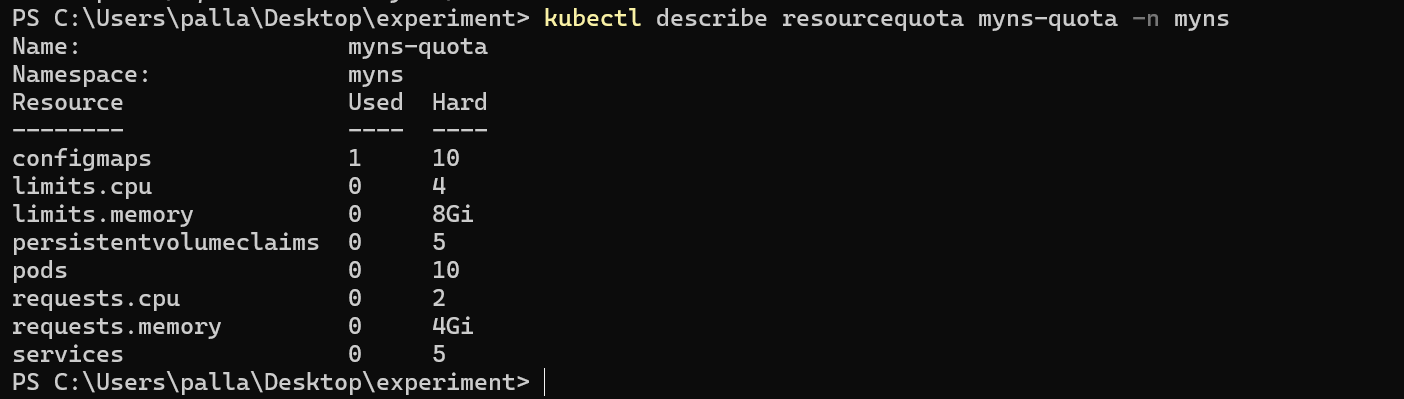 PS C:\Users\palla\Desktop\experiment> kubectl describe resourcequota myns-quota -n myns
Name:                   myns-quota
Namespace:              myns
Resource                Used  Hard
--------                ----  ----
configmaps              1     10
limits.cpu              0     4
limits.memory           0     8Gi
persistentvolumeclaims  0     5
pods                    0     10
requests.cpu            0     2
requests.memory         0     4Gi
services                0     5
PS C:\Users\palla\Desktop\experiment>